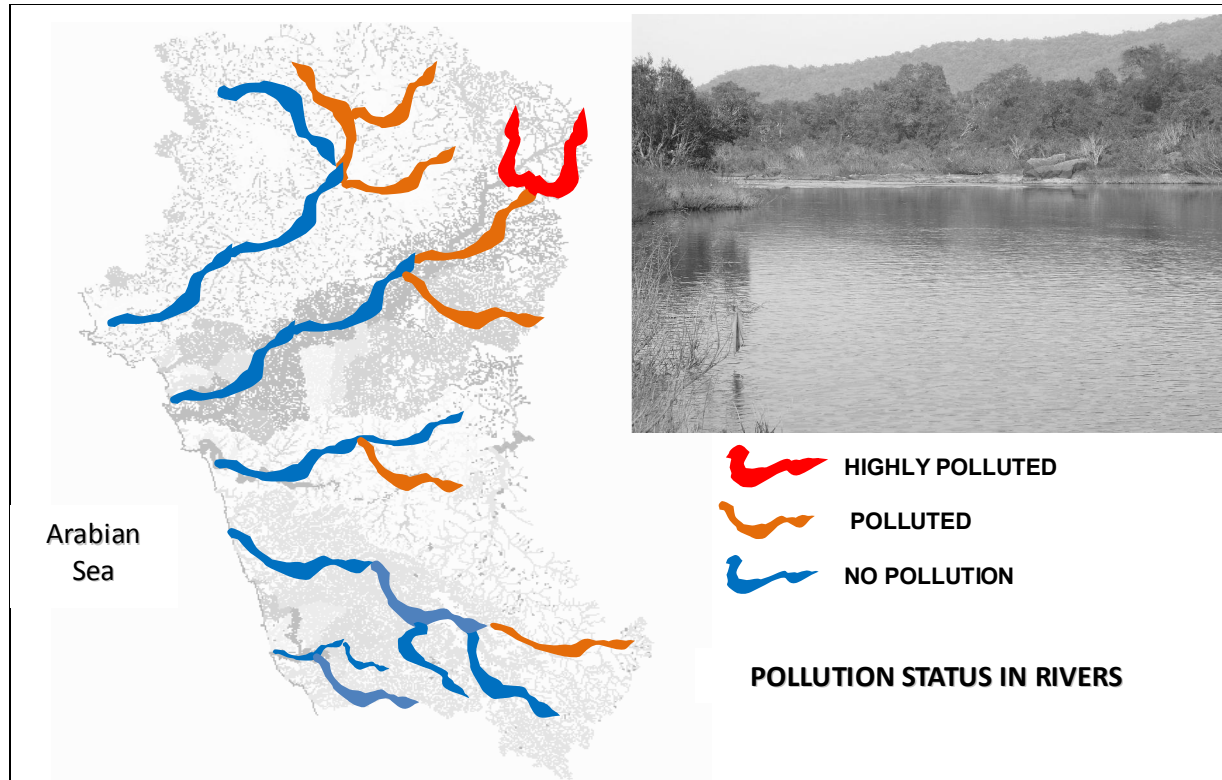 Arabian
Sea
HIGHLY POLLUTED
POLLUTED
NO POLLUTION
POLLUTION STATUS IN RIVERS